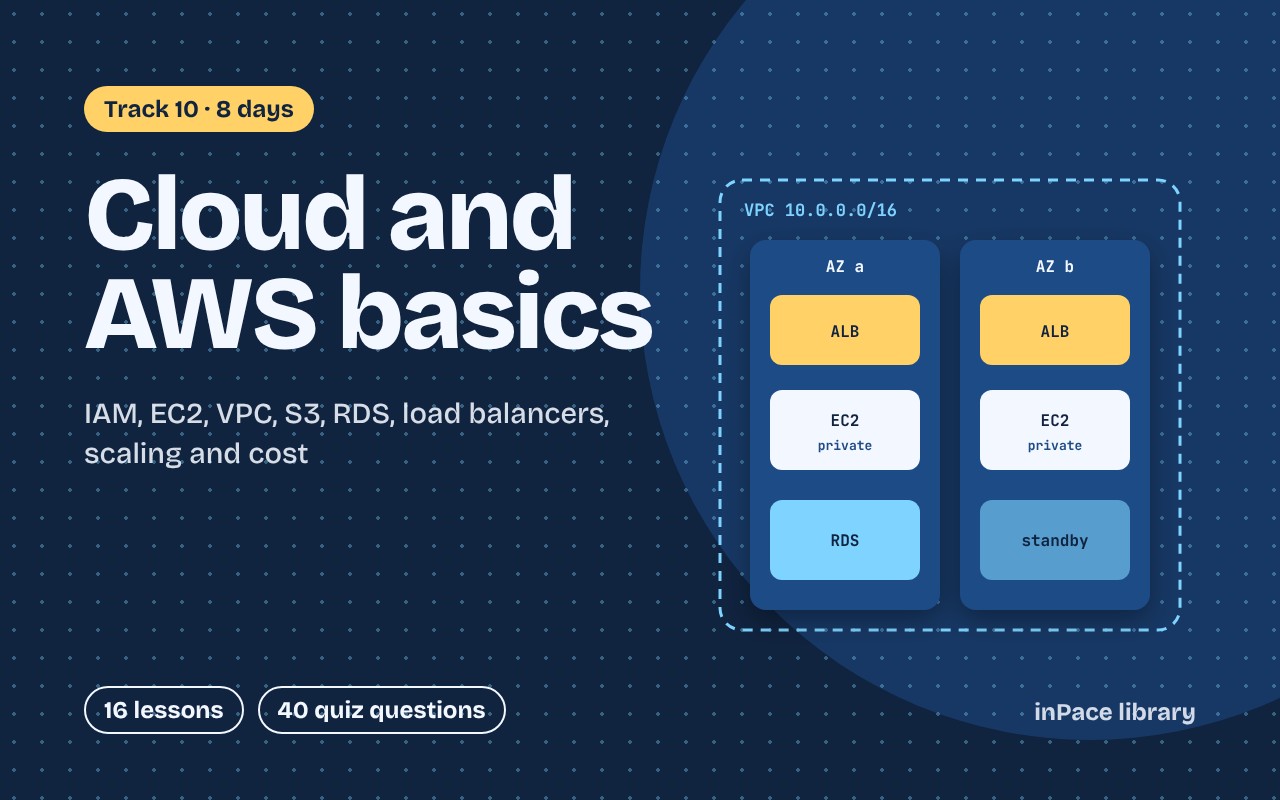 Track 10 · 8 days
Cloud and
AWS basics
IAM, EC2, VPC, S3, RDS, load balancers,
scaling and cost
16 lessons
40 quiz questions
VPC 10.0.0.0/16
AZ a
ALB
EC2
private
RDS
AZ b
ALB
EC2
private
standby
inPace library